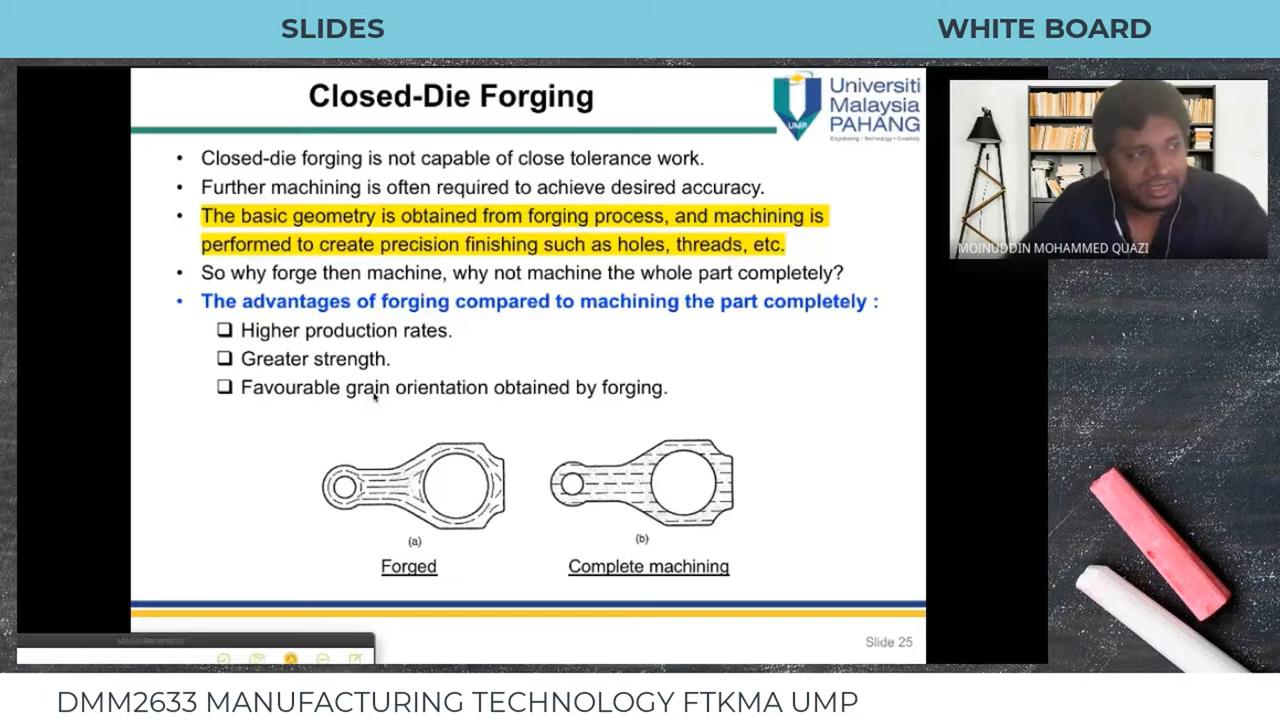 SLIDES
WHITE BOARD
Closed-Die Forging
Universiti
Malaysia
PAHANG
UMP
• Closed-die forging is not capable of close tolerance work.
• Further machining is often required to achieve desired accuracy.
• The basic geometry is obtained from forging process, and machining is
performed to create precision finishing such as holes, threads, etc.
• So why forge then machine, why not machine the whole part completely?
• The advantages of forging compared to machining the part completely :
❑ Higher production rates.
❑ Greater strength.
❑ Favourable grain orientation obtained by forging.
MOINUDDIN MOHAMMED QUAZI
(a)
(b)
Forged
Complete machining
Slide 25
DMM2633 MANUFACTURING TECHNOLOGY FTKMA UMP